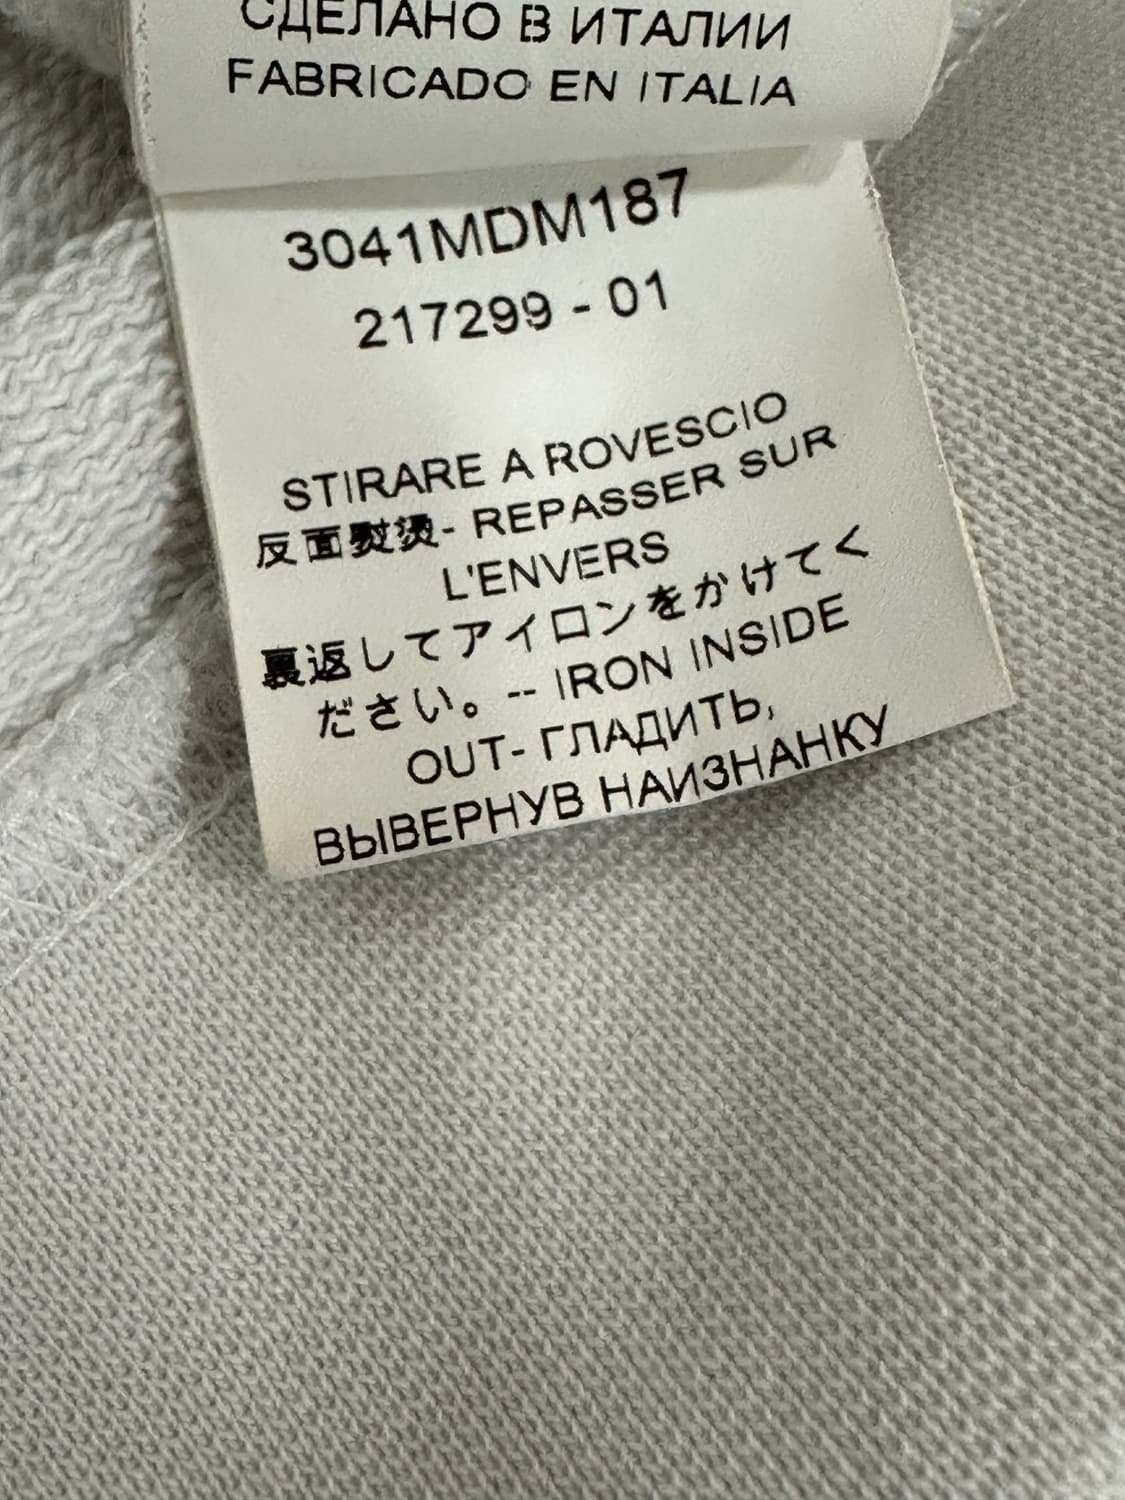 СДЕЛАНО В ИТАЛИИ
FABRICADO EN ITALIA
3041MDM187
217299 - 01
STIRARE A ROVESCIO
反面熨烫- REPASSER SUR
L'ENVERS
裏返してアイロンをかけてく
ださい。-- IRON INSIDE
OUT- ГЛАДИТЬ,
ВЫВЕРНУВ НАИЗНАНКУ